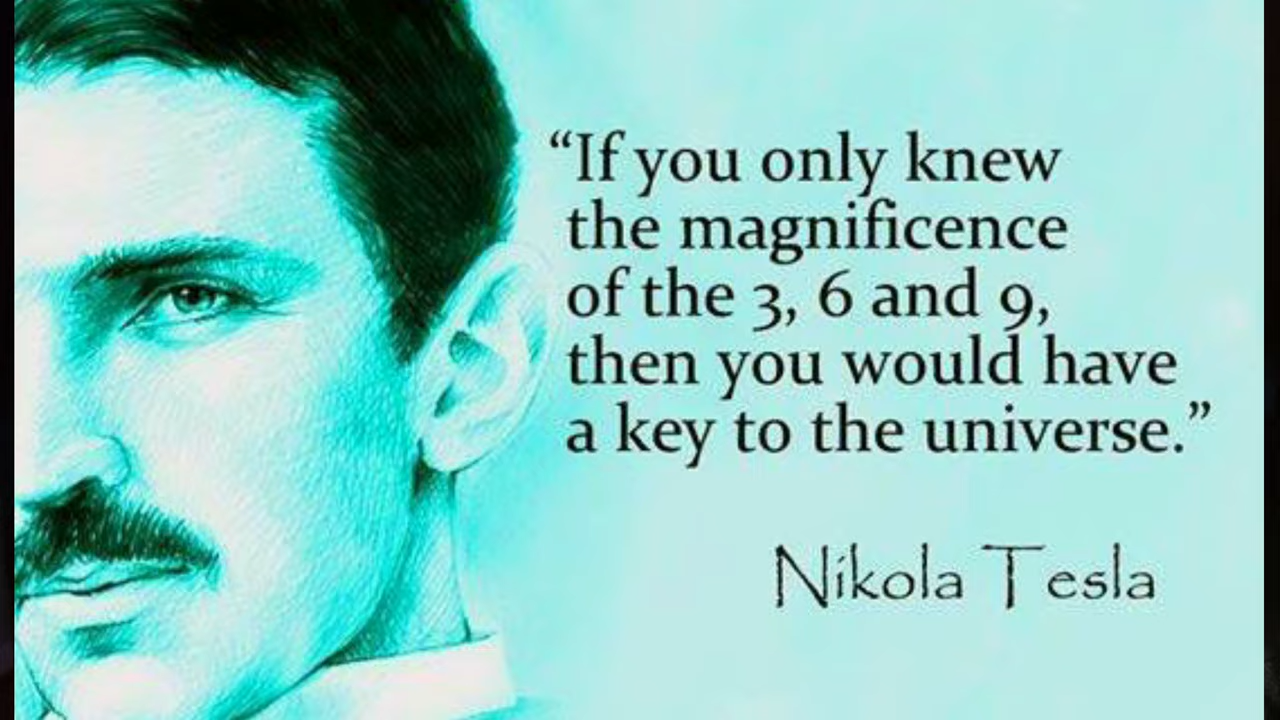 “If you only knew
the magnificence
of the 3, 6 and 9,
then you would have
a key to the universe.”
Nikola Tesla